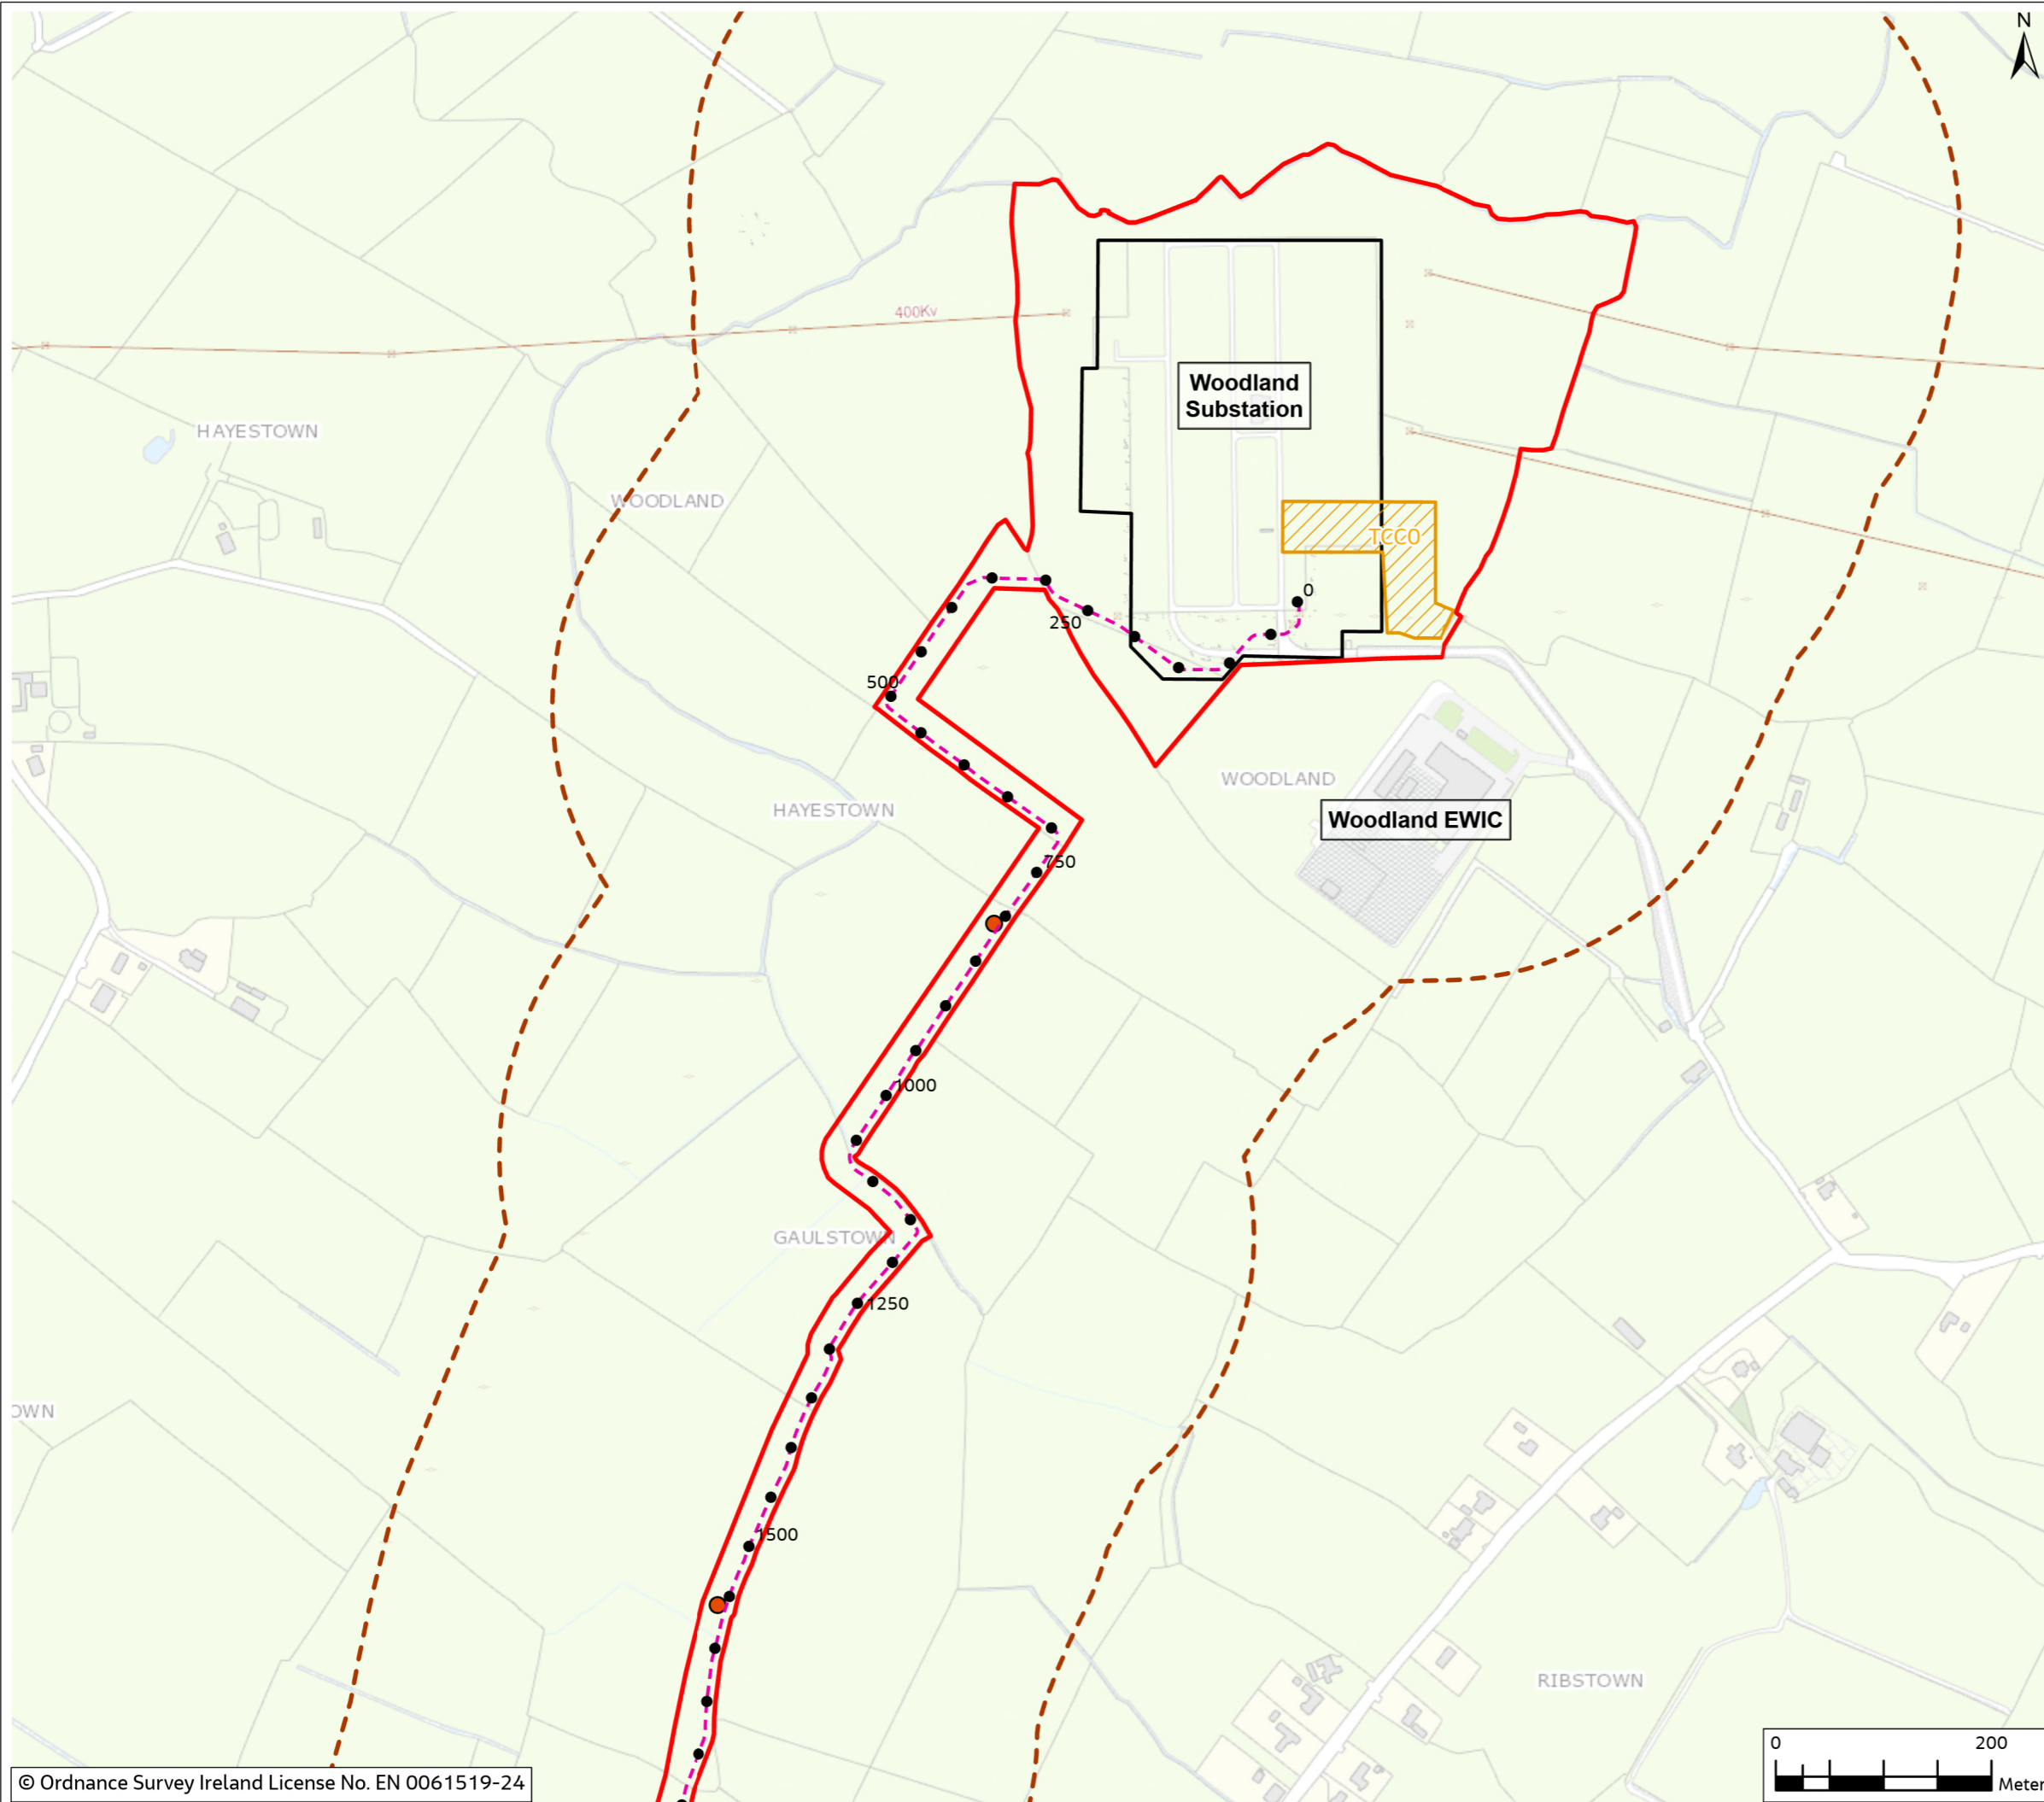 N
400Kv
Woodland
Substation
HAYESTOWN
WOODLAND
TCC0
0
250
500
WOODLAND
HAYESTOWN
Woodland EWIC
750
1000
GAULSTOWN
1250
OWN
1500
RIBSTOWN
0 200
Meter
© Ordnance Survey Ireland License No. EN 0061519-24